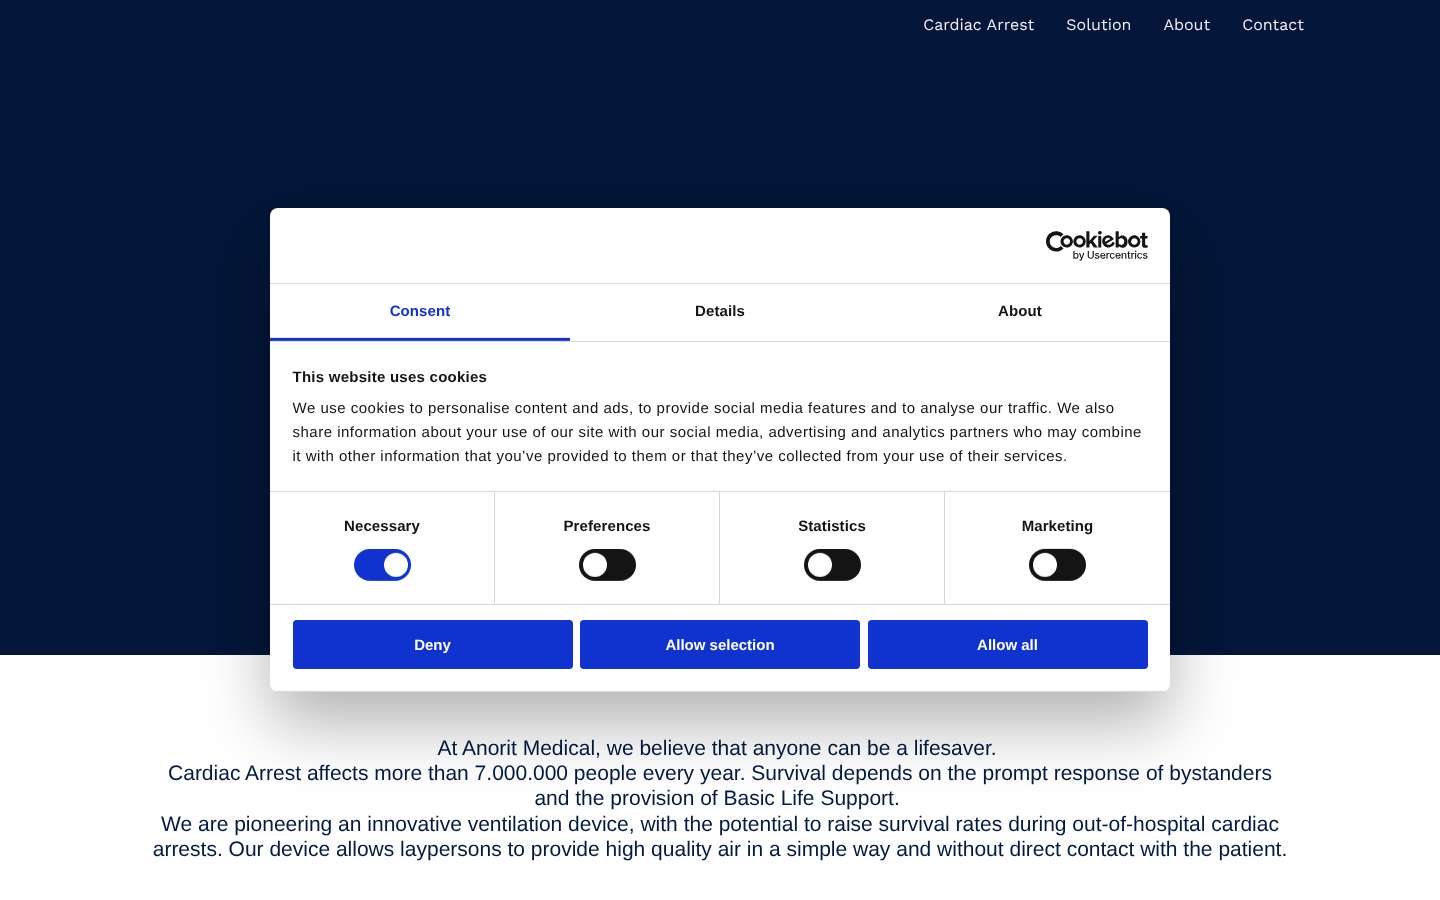 Cardiac Arrest Solution About Contact
Cookiebot
by Usercentrics
Consent Details About
This website uses cookies
We use cookies to personalise content and ads, to provide social media features and to analyse our traffic. We also
share information about your use of our site with our social media, advertising and analytics partners who may combine
it with other information that you’ve provided to them or that they’ve collected from your use of their services.
Necessary Preferences Statistics Marketing
Deny Allow selection Allow all
At Anorit Medical, we believe that anyone can be a lifesaver.
Cardiac Arrest affects more than 7.000.000 people every year. Survival depends on the prompt response of bystanders
and the provision of Basic Life Support.
We are pioneering an innovative ventilation device, with the potential to raise survival rates during out-of-hospital cardiac
arrests. Our device allows laypersons to provide high quality air in a simple way and without direct contact with the patient.